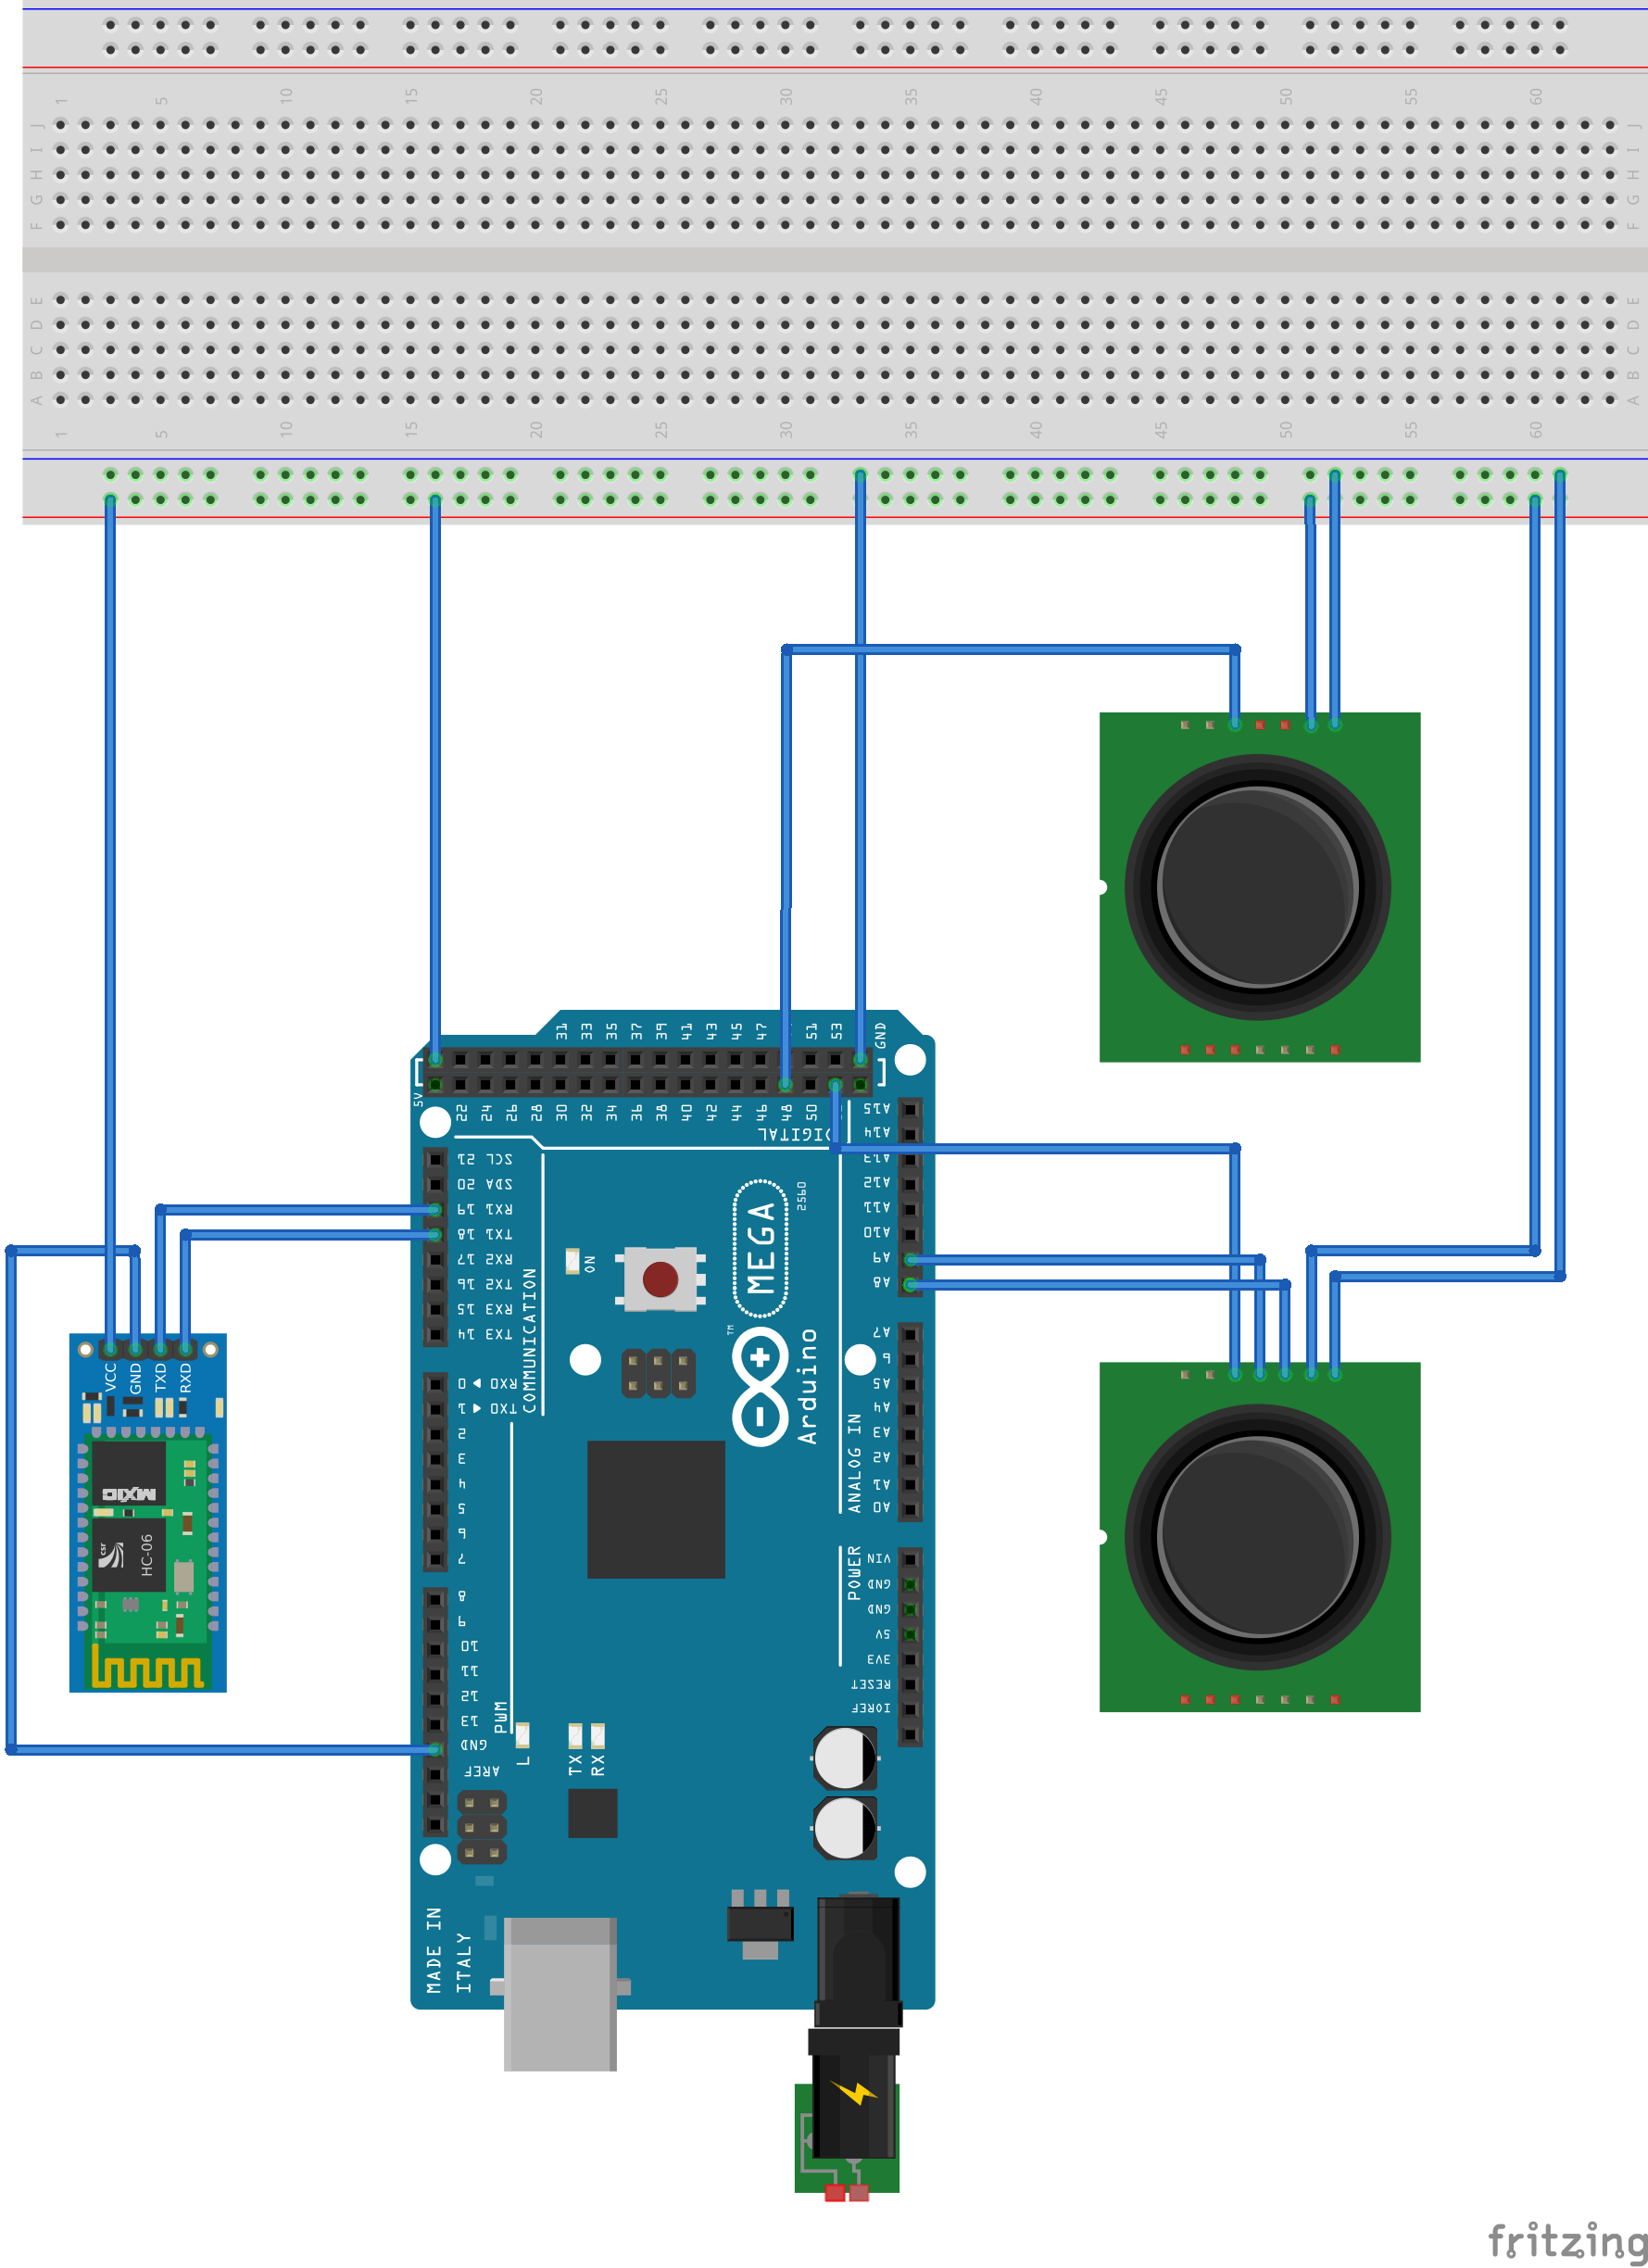 1 5 10 15 20 25 30 35 40 45 50 55 60
J J
I I
H H
G G
F F
E E
D D
C C
B B
A A
1 5 10 15 20 25 30 35 40 45 50 55 60
31 33 35 37 39 41 43 45 47 51 53 GND
5V 22 24 26 28 30 32 34 36 38 40 42 44 46 48 50
DIGITAL
21 SCL
20 SDA
19 RX1
18 TX1
17 RX2
16 TX2
15 RX3
14 TX3
0 ◀ RXD
1 ▶ TXD
2
3
4
5
6
7
8
9
10
11
12
13
GND
AREF
COMMUNICATION
PWM
ON
L
TX
RX
MEGA
2560
TM
Arduino
A15
A14
A13
A12
A11
A10
A9
A8
A7
6
A5
A4
A3
A2
A1
A0
ANALOG IN
VIN
GND
GND
5V
3V3
RESET
IOREF
POWER
MADE IN
ITALY
VCC GND TXD RXD
csr
HC-06
fritzing